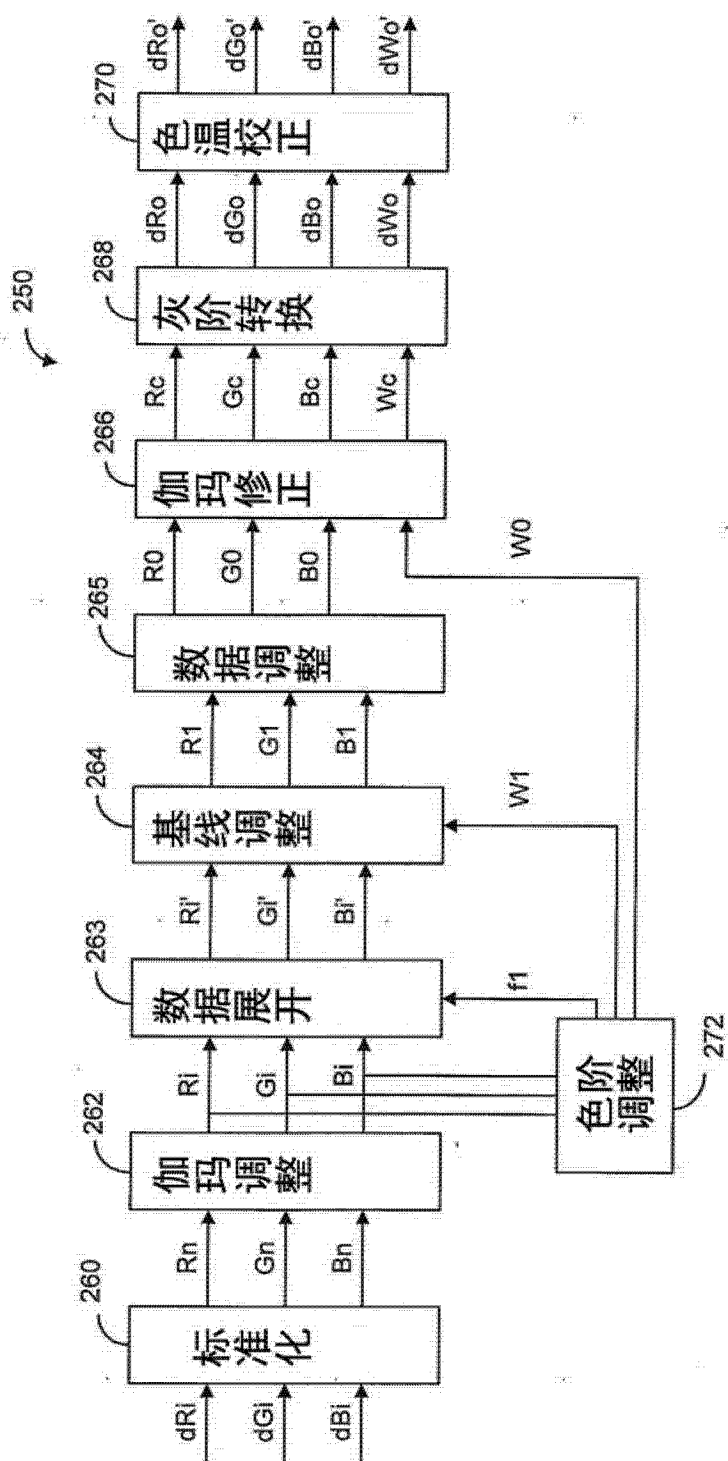 250
dRi
dGi
dBi
260
标准化
Rn
Gn
Bn
262
伽玛调整
Ri
Gi
Bi
263
数据展开
Ri'
Gi'
Bi'
264
基线调整
R1
G1
B1
265
数据调整
R0
G0
B0
266
伽玛修正
Rc
Gc
Bc
Wc
268
灰阶转换
dRo
dGo
dBo
dWo
270
色温校正
dRo'
dGo'
dBo'
dWo'
f1
W1
W0
色阶
调整
272